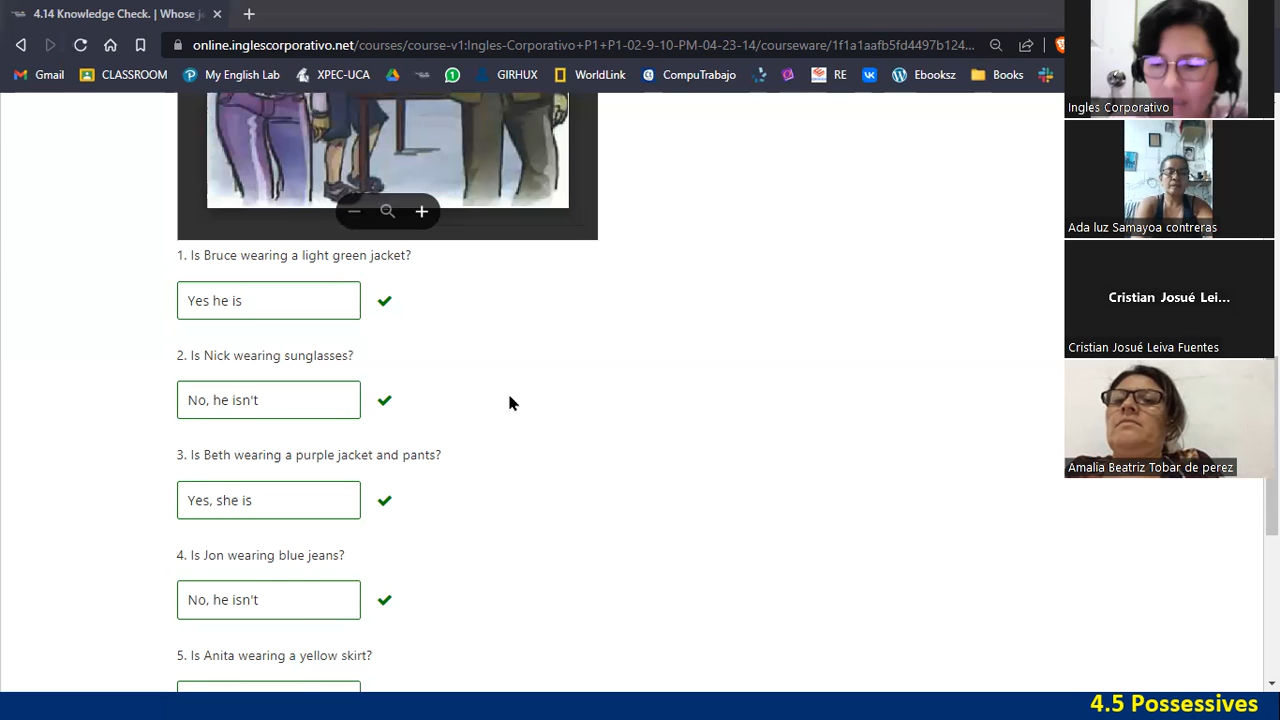 4.14 Knowledge Check. | Whose j
online.inglescorporativo.net/courses/course-v1:Ingles-Corporativo+P1+P1-02-9-10-PM-04-23-14/courseware/1f1a1aafb5fd4497b124...
Gmail CLASSROOM My English Lab XPEC-UCA GIRHUX WorldLink CompuTrabajo RE Ebooksz Books
Ingles Corporativo
Ada luz Samayoa contreras
Cristian Josué Lei...
Cristian Josué Leiva Fuentes
Amalia Beatriz Tobar de perez
1. Is Bruce wearing a light green jacket?
Yes he is
2. Is Nick wearing sunglasses?
No, he isn't
3. Is Beth wearing a purple jacket and pants?
Yes, she is
4. Is Jon wearing blue jeans?
No, he isn't
5. Is Anita wearing a yellow skirt?
4.5 Possessives